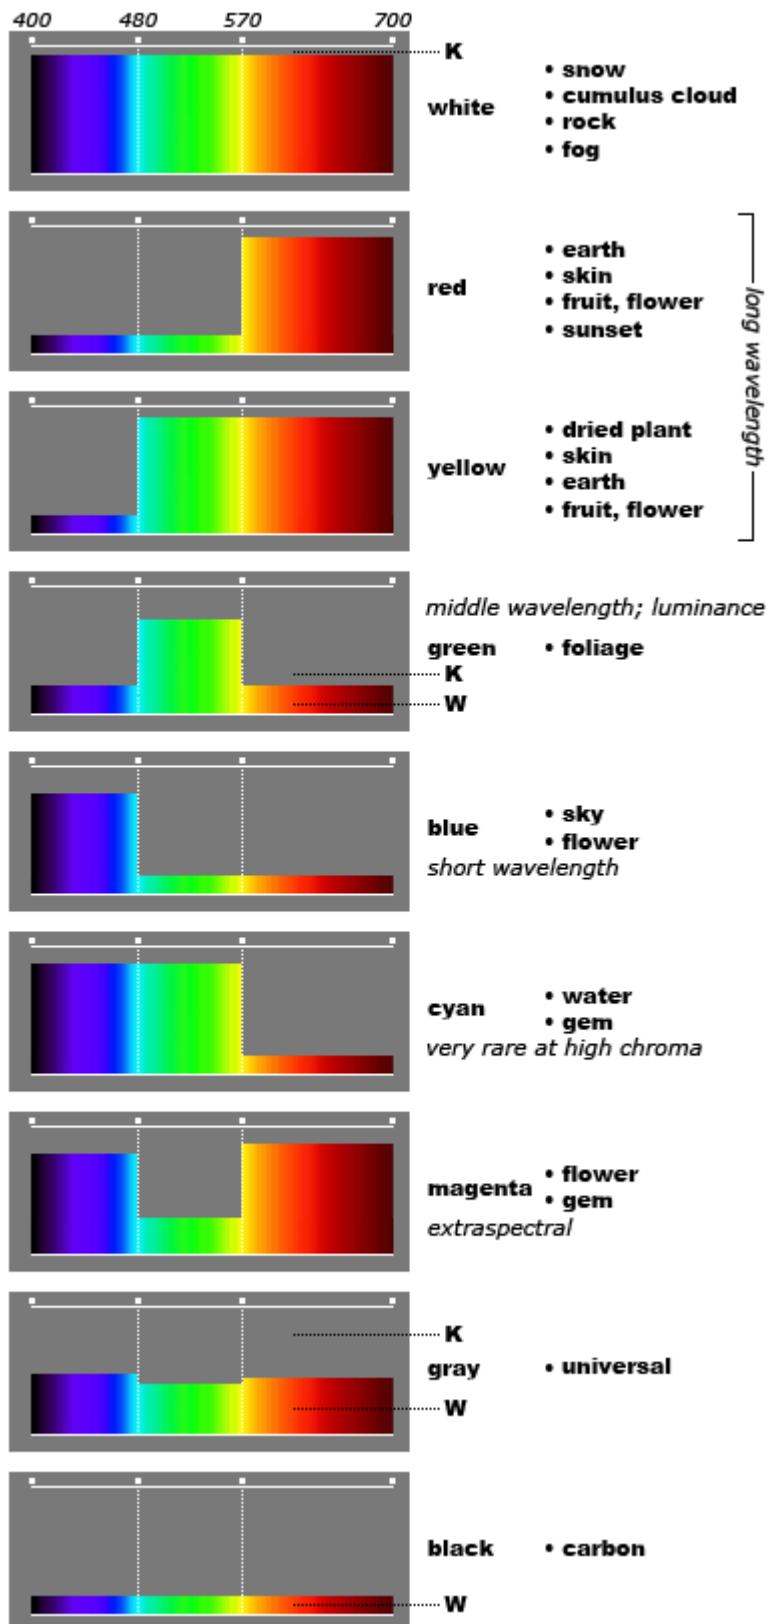 400 480 570 700
K
white
• snow
• cumulus cloud
• rock
• fog
red
• earth
• skin
• fruit, flower
• sunset
long wavelength
yellow
• dried plant
• skin
• earth
• fruit, flower
middle wavelength; luminance
green • foliage
K
W
blue
• sky
• flower
short wavelength
cyan
• water
• gem
very rare at high chroma
magenta
• flower
• gem
extraspectral
K
gray • universal
W
black • carbon
W